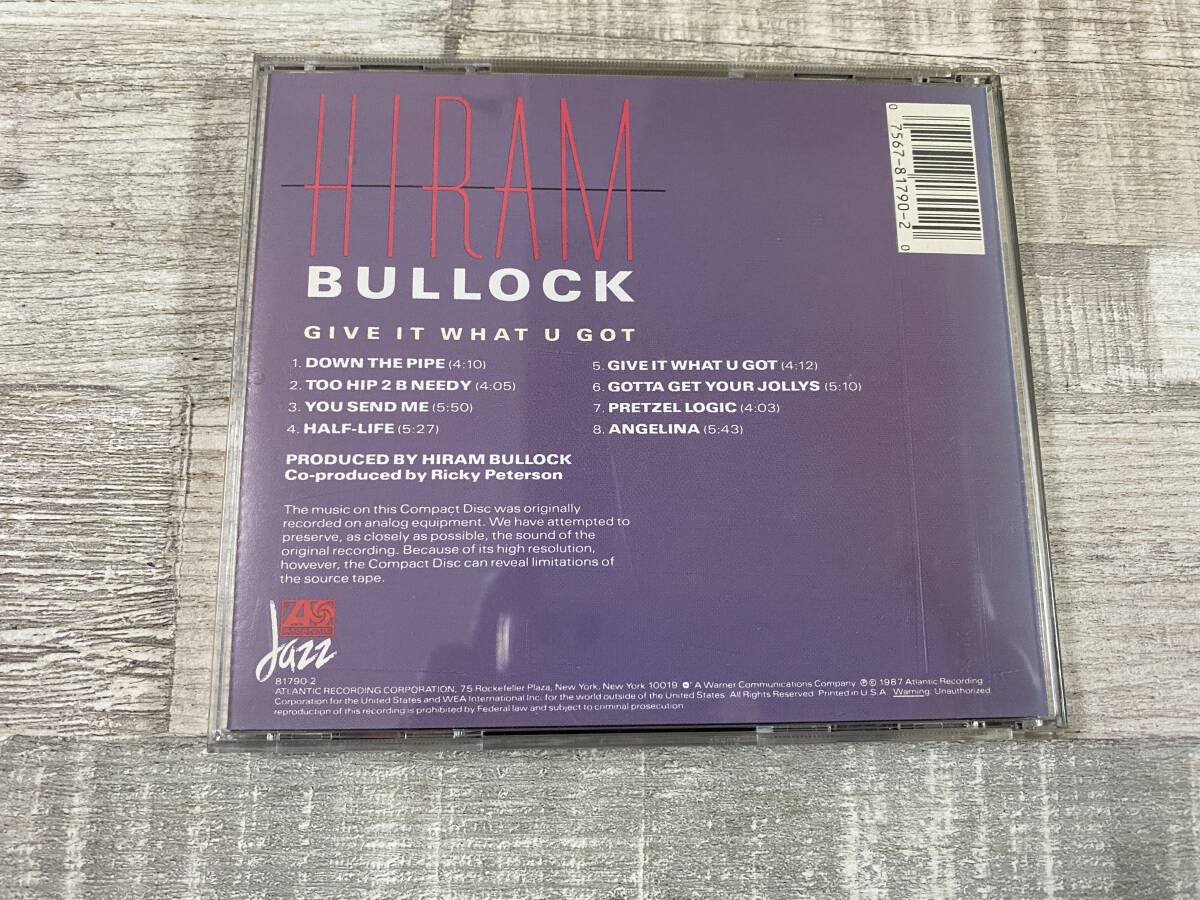 HIRAM
BULLOCK
GIVE IT WHAT U GOT
1. DOWN THE PIPE (4:10)
2. TOO HIP 2 B NEEDY (4:05)
3. YOU SEND ME (5:50)
4. HALF-LIFE (5:27)
5. GIVE IT WHAT U GOT (4:12)
6. GOTTA GET YOUR JOLLYS (5:10)
7. PRETZEL LOGIC (4:03)
8. ANGELINA (5:43)
PRODUCED BY HIRAM BULLOCK
Co-produced by Ricky Peterson
The music on this Compact Disc was originally
recorded on analog equipment. We have attempted to
preserve, as closely as possible, the sound of the
original recording. Because of its high resolution,
however, the Compact Disc can reveal limitations of
the source tape.
ATLANTIC
Jazz
81790-2
ATLANTIC RECORDING CORPORATION, 75 Rockefeller Plaza, New York, New York 10019 A Warner Communications Company ℗© 1987 Atlantic Recording
Corporation for the United States and WEA International Inc. for the world outside of the United States. All Rights Reserved. Printed in U.S.A. Warning: Unauthorized
reproduction of this recording is prohibited by Federal law and subject to criminal prosecution.
0 7567-81790-2 0